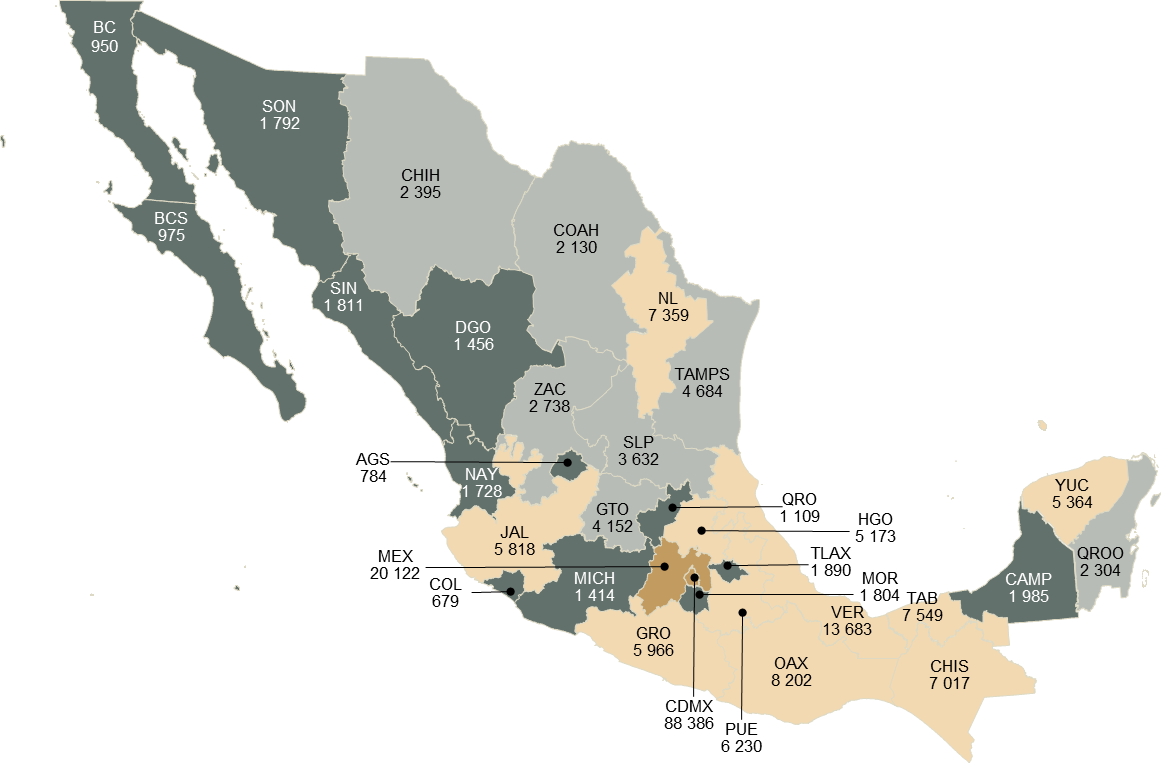 BC
950
SON
1 792
CHIH
2 395
BCS
975
COAH
2 130
SIN
1 811
NL
7 359
DGO
1 456
TAMPS
4 684
ZAC
2 738
SLP
3 632
AGS
784
NAY
1 728
YUC
5 364
QRO
1 109
GTO
4 152
HGO
5 173
JAL
5 818
MEX
20 122
TLAX
1 890
QROO
2 304
COL
679
MICH
1 414
MOR
1 804
CAMP
1 985
TAB
7 549
VER
13 683
GRO
5 966
OAX
8 202
CHIS
7 017
CDMX
88 386
PUE
6 230